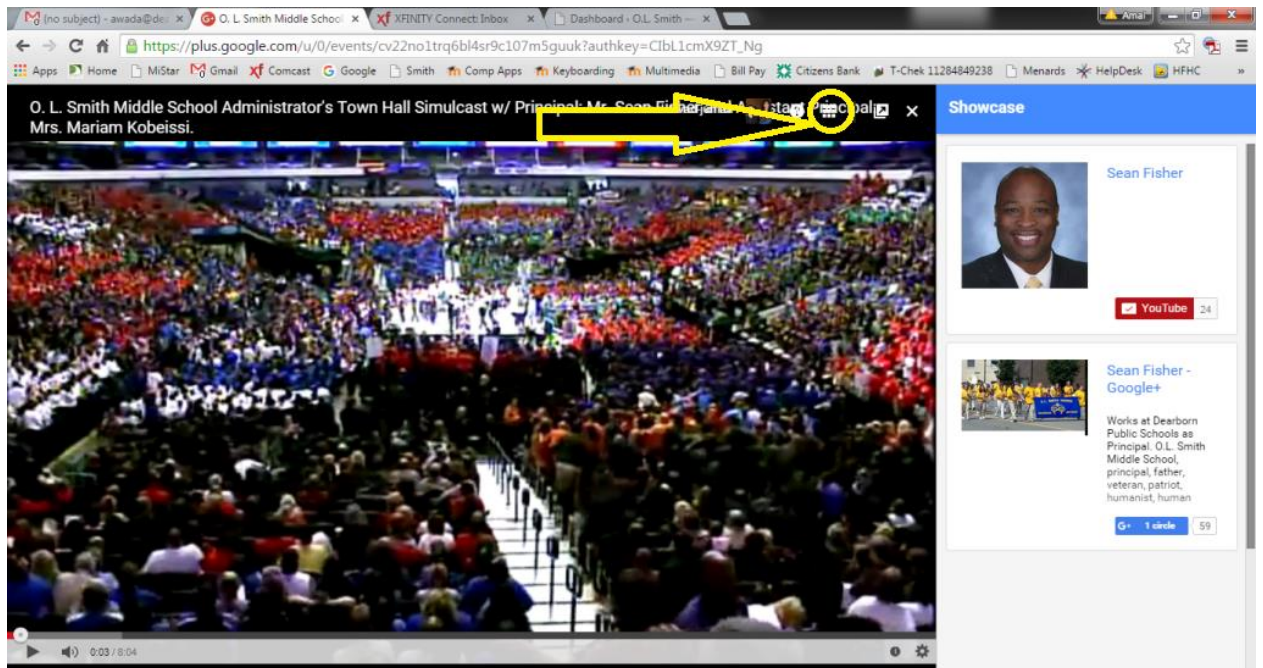 (no subject) - awada@de
O. L. Smith Middle School
XFINITY Connect: Inbox
Dashboard ‹ O.L. Smith —
Amal
https://plus.google.com/u/0/events/cv22no1trq6bl4sr9c107m5guuk?authkey=CIbL1cmX9ZT_Ng
Apps Home MiStar Gmail Comcast Google Smith Comp Apps Keyboarding Multimedia Bill Pay Citizens Bank T-Chek 11284849238 Menards HelpDesk HFHC »
O. L. Smith Middle School Administrator's Town Hall Simulcast w/ Principal: Mr. Sean Fisher and Assistant Principal:
Mrs. Mariam Kobeissi.
Showcase
Sean Fisher
YouTube 24
Sean Fisher -
Google+
Works at Dearborn
Public Schools as
Principal. O.L. Smith
Middle School,
principal, father,
veteran, patriot,
humanist, human
G+ 1 circle 59
0:03 / 8:04